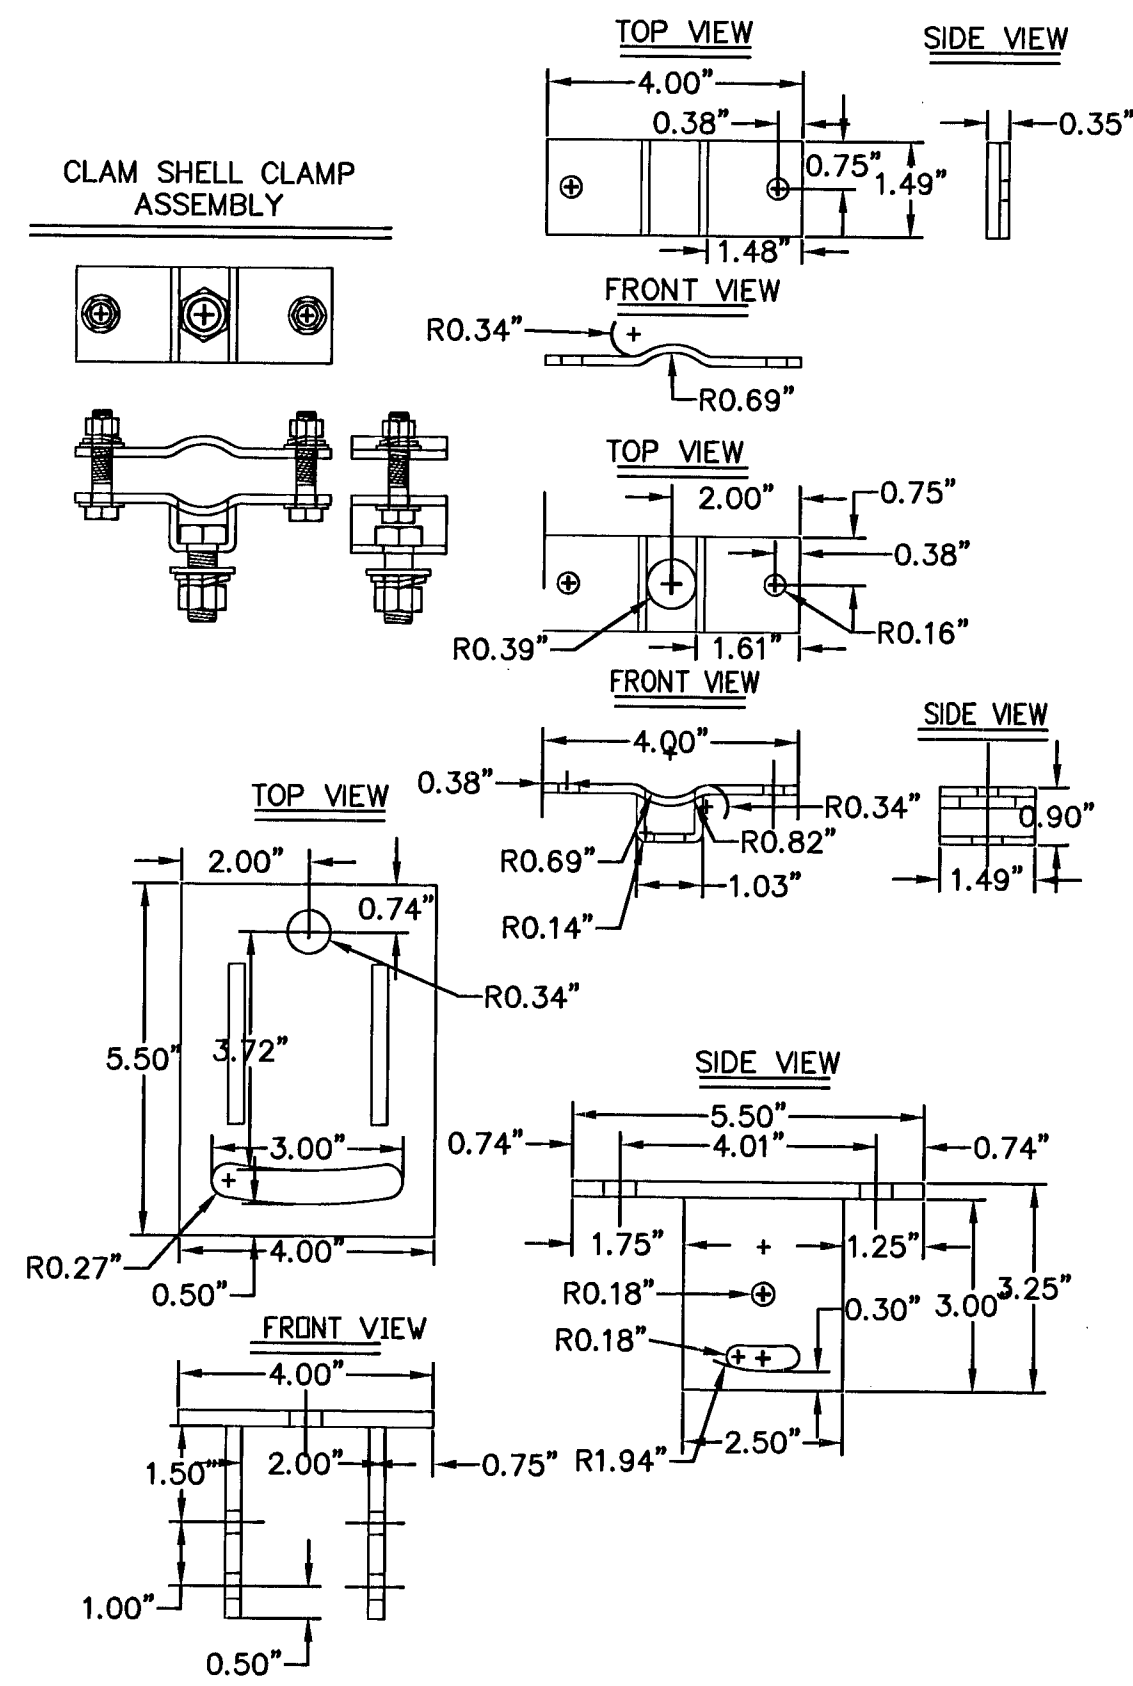 TOP VIEW
SIDE VIEW
4.00”
0.38”
0.35”
0.75”
1.49”
1.48”
CLAM SHELL CLAMP
ASSEMBLY
FRONT VIEW
R0.34”
R0.69”
TOP VIEW
2.00”
0.75”
0.38”
R0.39”
R0.16”
1.61”
FRONT VIEW
SIDE VIEW
4.00”
0.38”
R0.34”
0.90”
R0.82”
R0.69”
1.03”
1.49”
R0.14”
TOP VIEW
2.00”
0.74”
R0.34”
5.50”
3.72”
3.00”
R0.27”
4.00”
0.50”
SIDE VIEW
5.50”
0.74”
4.01”
0.74”
1.75”
1.25”
R0.18”
0.30”
3.00”
3.25”
R0.18”
2.50”
R1.94”
FRONT VIEW
4.00”
1.50”
2.00”
0.75”
1.00”
0.50”